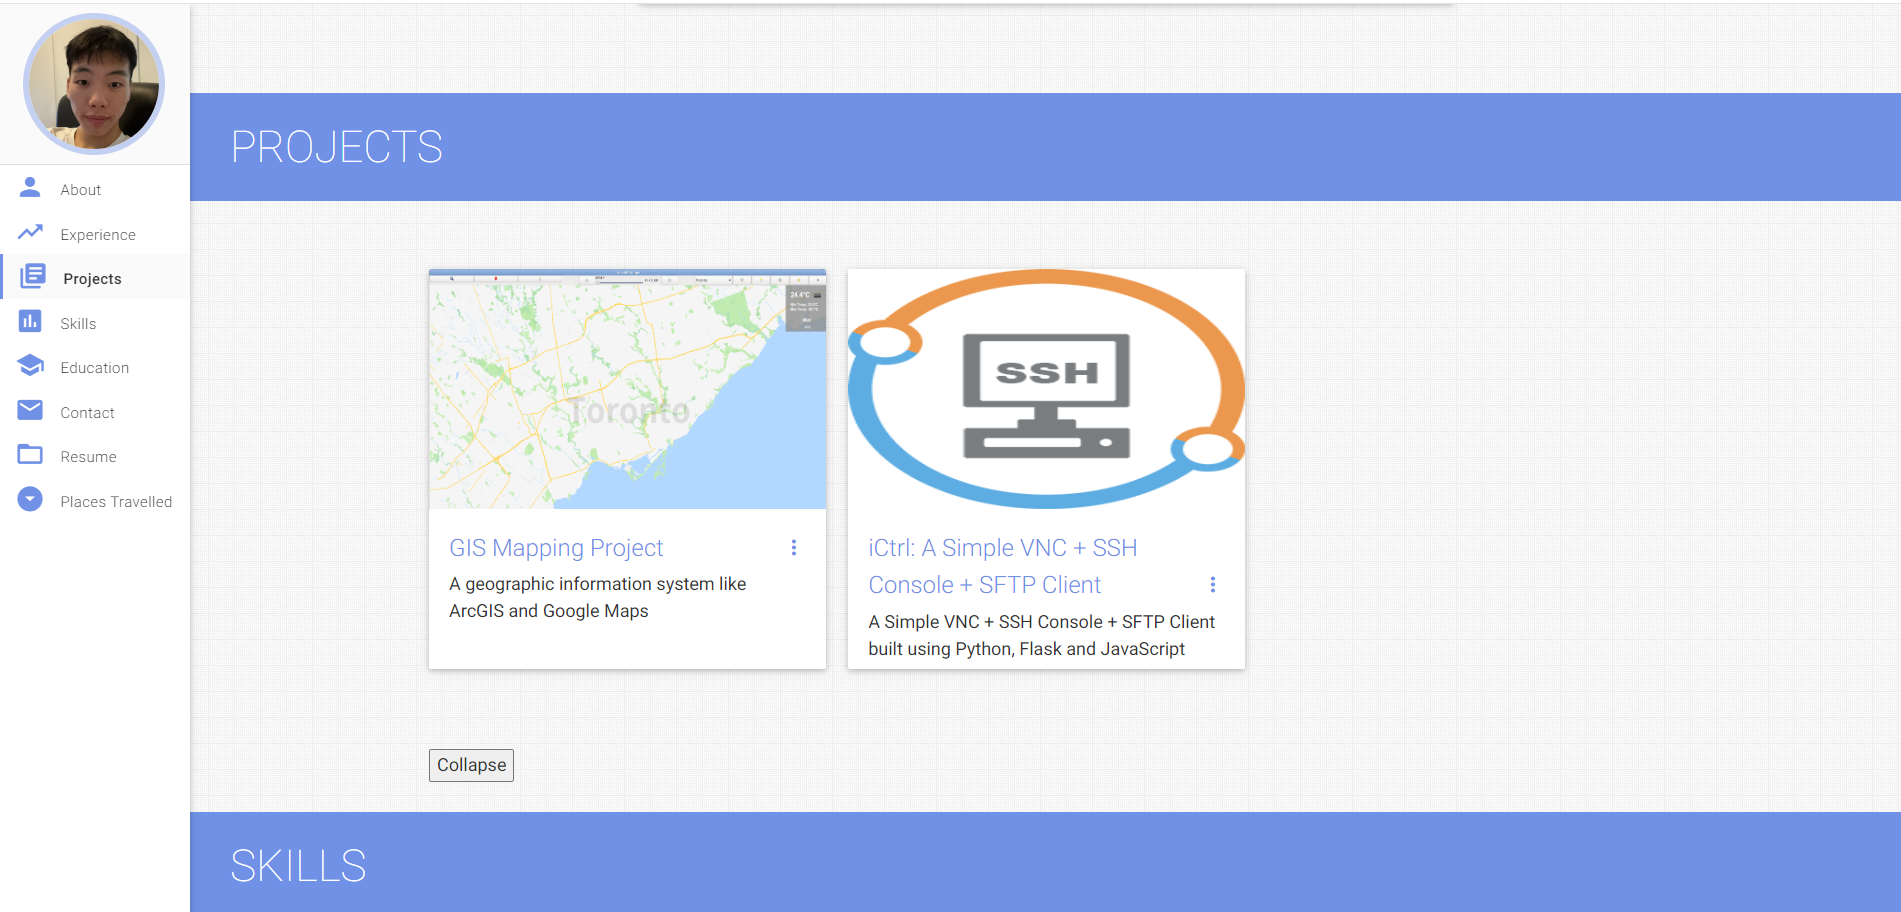 About
Experience
Projects
Skills
Education
Contact
Resume
Places Travelled
PROJECTS
24.4°C
Toronto
GIS Mapping Project
A geographic information system like
ArcGIS and Google Maps
SSH
iCtrl: A Simple VNC + SSH
Console + SFTP Client
A Simple VNC + SSH Console + SFTP Client
built using Python, Flask and JavaScript
Collapse
SKILLS